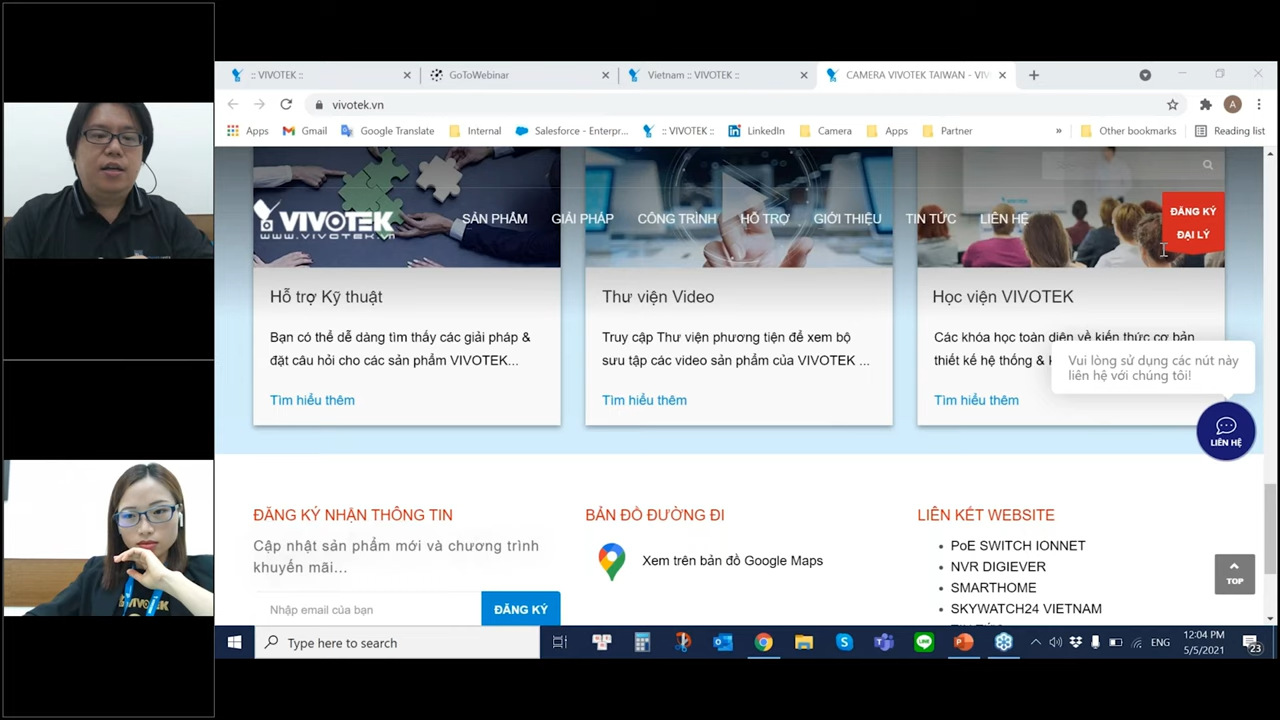 :: VIVOTEK ::
GoToWebinar
Vietnam :: VIVOTEK ::
CAMERA VIVOTEK TAIWAN - VIV
vivotek.vn
Apps
Gmail
Google Translate
Internal
Salesforce - Enterpr...
:: VIVOTEK ::
LinkedIn
Camera
Apps
Partner
»
Other bookmarks
Reading list
VIVOTEK
WWW.VIVOTEK.VN
SẢN PHẨM
GIẢI PHÁP
CÔNG TRÌNH
HỖ TRỢ
GIỚI THIỆU
TIN TỨC
LIÊN HỆ
ĐĂNG KÝ
ĐẠI LÝ
Hỗ trợ Kỹ thuật
Bạn có thể dễ dàng tìm thấy các giải pháp &
đặt câu hỏi cho các sản phẩm VIVOTEK...
Tìm hiểu thêm
Thư viện Video
Truy cập Thư viện phương tiện để xem bộ
sưu tập các video sản phẩm của VIVOTEK ...
Tìm hiểu thêm
Học viện VIVOTEK
Các khóa học toàn diện về kiến thức cơ bản
thiết kế hệ thống &
Tìm hiểu thêm
Vui lòng sử dụng các nút này
liên hệ với chúng tôi!
LIÊN HỆ
ĐĂNG KÝ NHẬN THÔNG TIN
Cập nhật sản phẩm mới và chương trình
khuyến mãi...
Nhập email của bạn
ĐĂNG KÝ
BẢN ĐỒ ĐƯỜNG ĐI
Xem trên bản đồ Google Maps
LIÊN KẾT WEBSITE
PoE SWITCH IONNET
NVR DIGIEVER
SMARTHOME
SKYWATCH24 VIETNAM
TOP
Type here to search
ENG
12:04 PM
5/5/2021
23
VIVOTEK